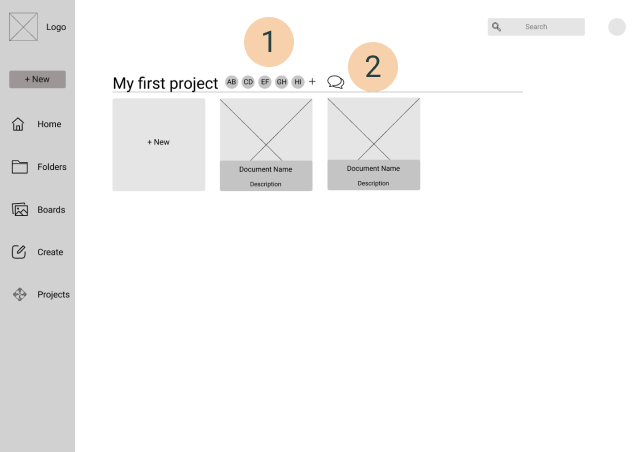 Logo
+ New
Home
Folders
Boards
Create
Projects
1
2
Search
My first project AB CD EF GH HI +
+ New
Document Name
Description
Document Name
Description